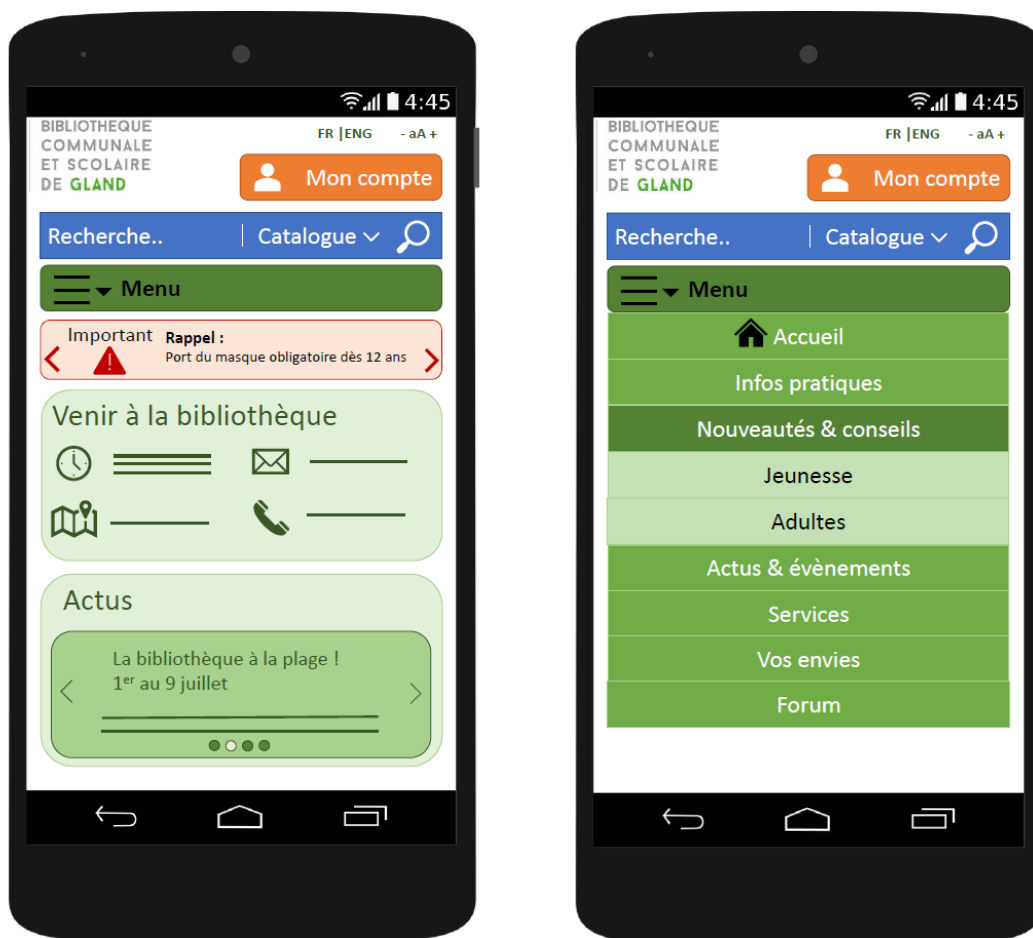 4:45
BIBLIOTHEQUE
COMMUNALE
ET SCOLAIRE
DE GLAND
FR | ENG - aA +
Mon compte
Recherche.. | Catalogue
Menu
Important
Rappel :
Port du masque obligatoire dès 12 ans
Venir à la bibliothèque
Actus
La bibliothèque à la plage !
1er au 9 juillet
4:45
BIBLIOTHEQUE
COMMUNALE
ET SCOLAIRE
DE GLAND
FR | ENG - aA +
Mon compte
Recherche.. | Catalogue
Menu
Accueil
Infos pratiques
Nouveautés & conseils
Jeunesse
Adultes
Actus & évènements
Services
Vos envies
Forum